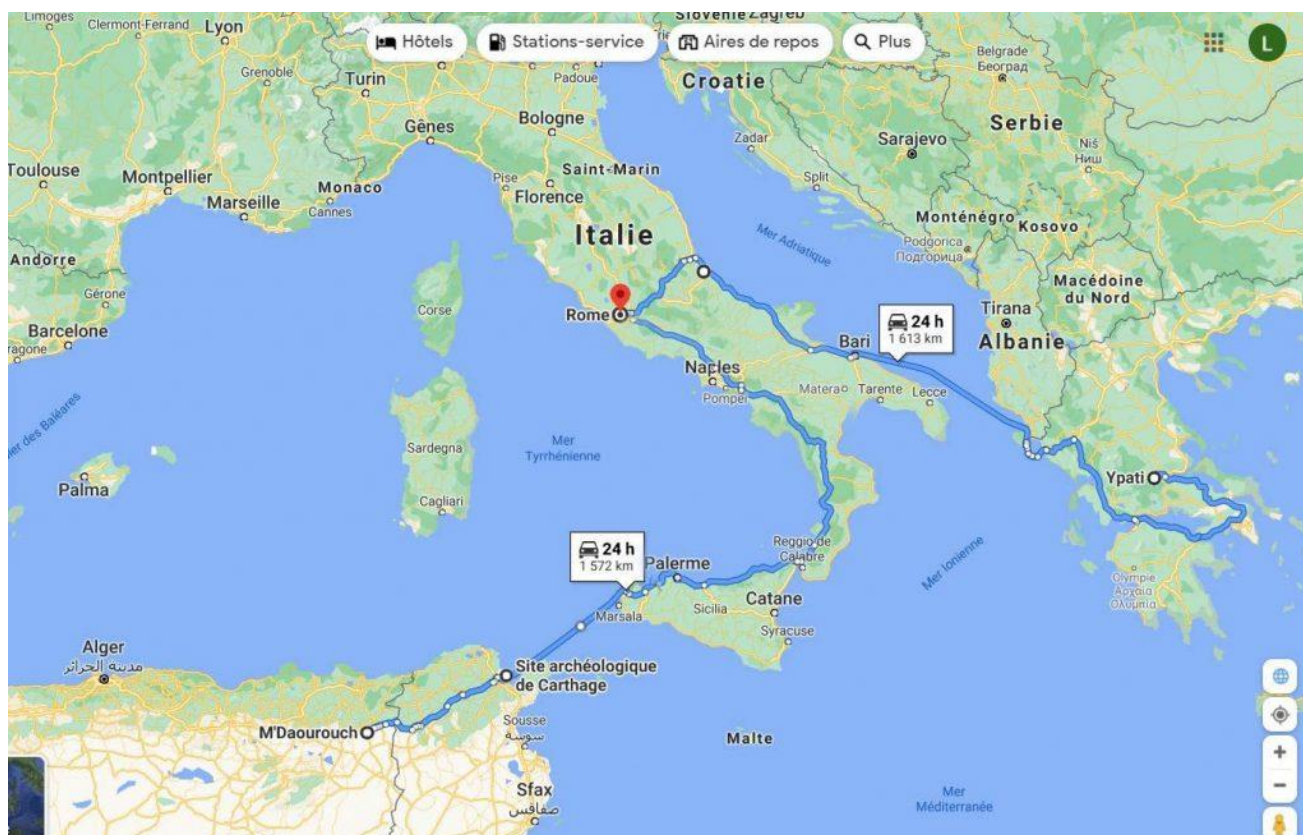 Limoges
Clermont-Ferrand
Lyon
Hôtels
Stations-service
Aires de repos
Plus
Slovénie
Zagreb
L
Grenoble
Turin
Padoue
Croatie
Belgrade
Београд
Gênes
Bologne
Zadar
Sarajevo
Serbie
Niš
Ниш
Toulouse
Montpellier
Marseille
Monaco
Cannes
Pise
Florence
Saint-Marin
Split
Italie
Mer Adriatique
Monténégro
Kosovo
Podgorica
Подгорица
Andorre
Gérone
Barcelone
ragone
Corse
Rome
Macédoine
du Nord
Tirana
Albanie
24 h
1 613 km
Bari
Naples
Pompéi
Matera
Tarente
Lecce
Sardegna
Cagliari
Mer
Tyrrhénienne
ier des Baléares
Palma
Ypati
24 h
1 572 km
Palerme
Reggio de
Calabre
Mer Ionienne
Olympie
Αρχαία
Ολυμπία
Marsala
Sicilia
Catane
Syracuse
Alger
مدينة الجزائر
Site archéologique
de Carthage
M'Daourouch
Sousse
سوسة
Malte
Sfax
صفاقس
Mer
Méditerranée